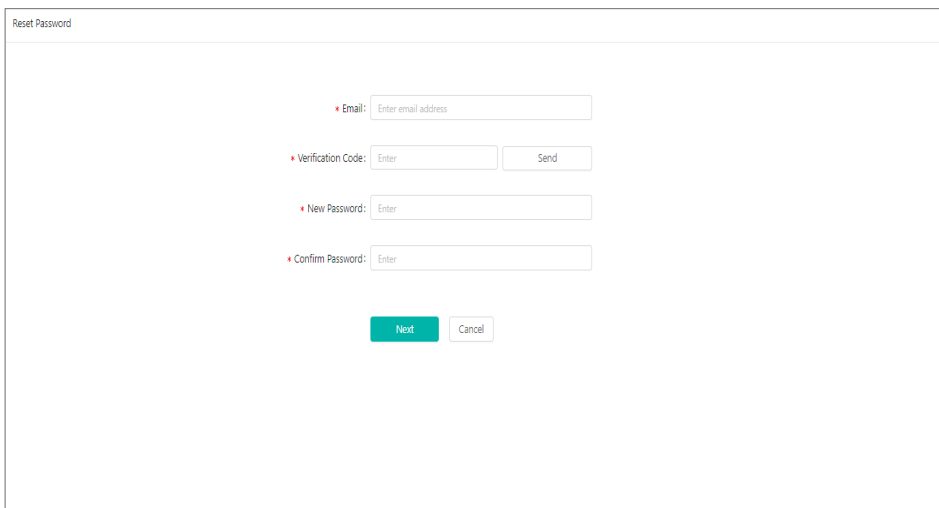 Reset Password
* Email: Enter email address
* Verification Code: Enter Send
* New Password: Enter
* Confirm Password: Enter
Next Cancel